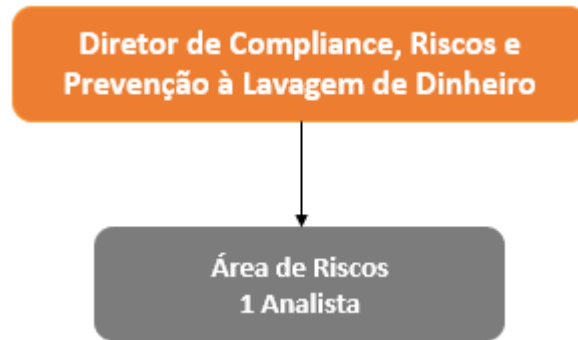 Diretor de Compliance, Riscos e
Prevenção à Lavagem de Dinheiro
Área de Riscos
1 Analista